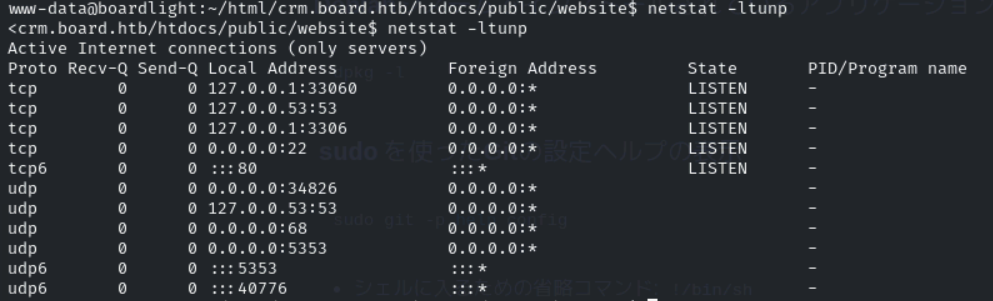 www-data@boardlight:~/html/crm.board.htb/htdocs/public/website$ netstat -ltunp
<crm.board.htb/htdocs/public/website$ netstat -ltunp
Active Internet connections (only servers)
Proto Recv-Q Send-Q Local Address Foreign Address State PID/Program name
tcp 0 0 127.0.0.1:33060 0.0.0.0:* LISTEN -
tcp 0 0 127.0.0.53:53 0.0.0.0:* LISTEN -
tcp 0 0 127.0.0.1:3306 0.0.0.0:* LISTEN -
tcp 0 0 0.0.0.0:22 0.0.0.0:* LISTEN -
tcp6 0 0 :::80 :::* LISTEN -
udp 0 0 0.0.0.0:34826 0.0.0.0:* -
udp 0 0 127.0.0.53:53 0.0.0.0:* -
udp 0 0 0.0.0.0:68 0.0.0.0:* -
udp 0 0 0.0.0.0:5353 0.0.0.0:* -
udp6 0 0 :::5353 :::* -
udp6 0 0 :::40776 :::* -